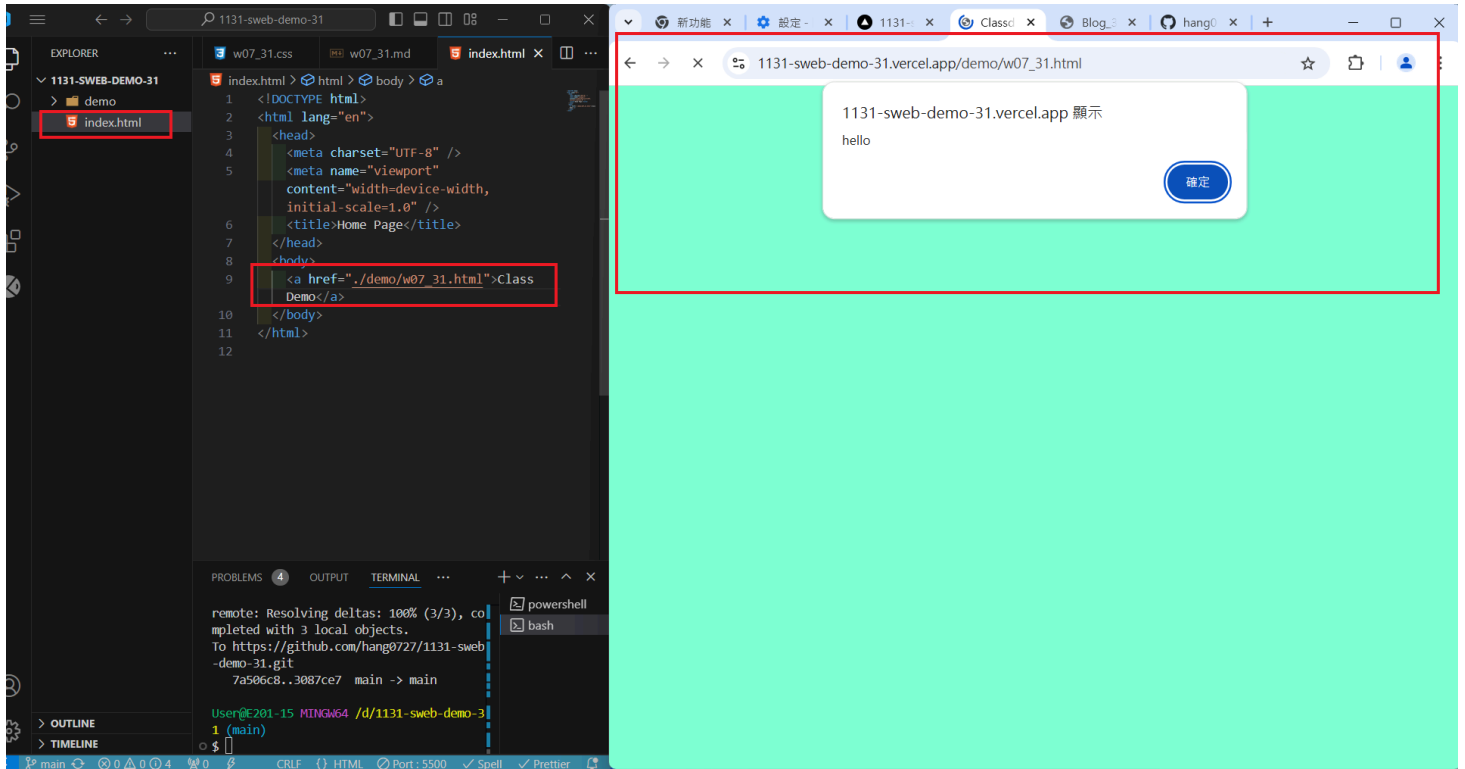 1131-sweb-demo-31
EXPLORER
1131-SWEB-DEMO-31
demo
index.html
OUTLINE
TIMELINE
w07_31.css
w07_31.md
index.html
index.html > html > body > a
1 <!DOCTYPE html>
2 <html lang="en">
3 <head>
4 <meta charset="UTF-8" />
5 <meta name="viewport"
content="width=device-width,
initial-scale=1.0" />
6 <title>Home Page</title>
7 </head>
8 <body>
9 <a href="./demo/w07_31.html">Class
Demo</a>
10 </body>
11 </html>
12
PROBLEMS 4 OUTPUT TERMINAL
powershell
bash
remote: Resolving deltas: 100% (3/3), co
mpleted with 3 local objects.
To https://github.com/hang0727/1131-sweb
-demo-31.git
7a506c8..3087ce7 main -> main
User@E201-15 MINGW64 /d/1131-sweb-demo-3
1 (main)
$
main 0 0 4 0 CRLF {} HTML Port : 5500 Spell Prettier
新功能 設定 - 1131-s Classd Blog_3 hang0
1131-sweb-demo-31.vercel.app/demo/w07_31.html
1131-sweb-demo-31.vercel.app 顯示
hello
確定